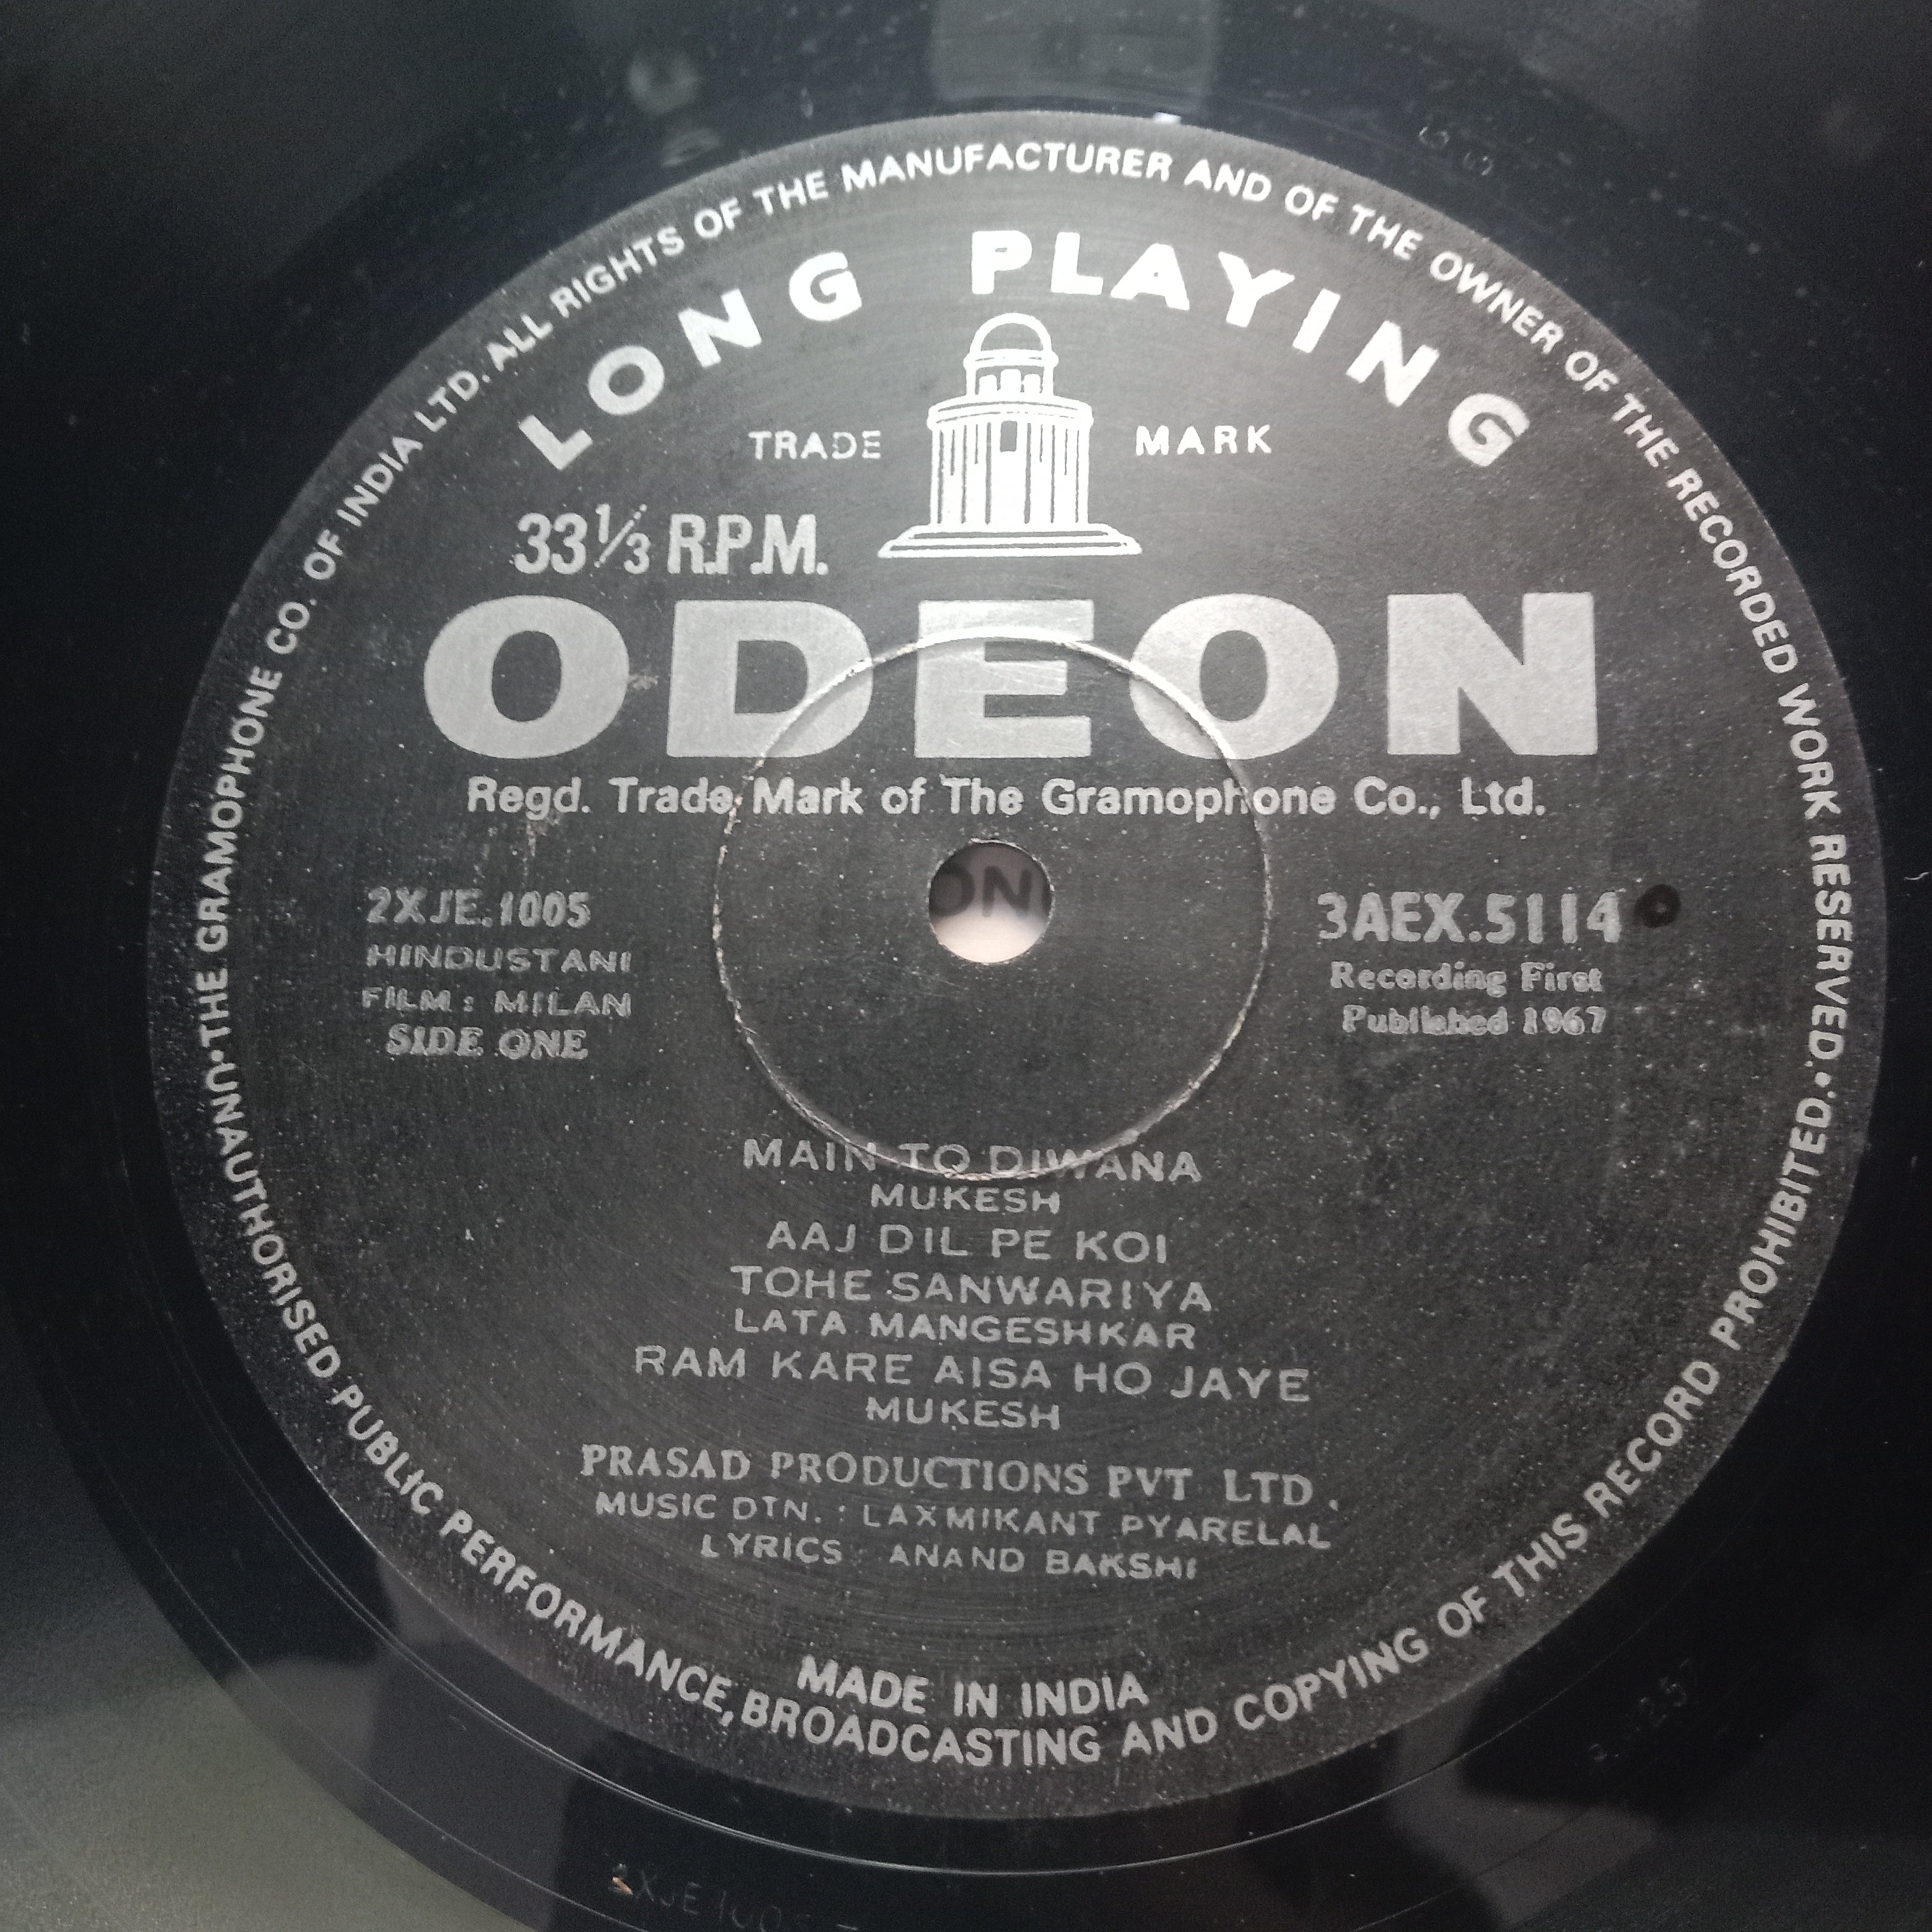 THE GRAMOPHONE CO. OF INDIA LTD. ALL RIGHTS OF THE MANUFACTURER AND OF THE OWNER OF THE RECORDED WORK RESERVED •
LONG PLAYING
TRADE MARK
33 1/3 R.P.M.
ODEON
Regd. Trade Mark of The Gramophone Co., Ltd.
ON
2XJE.1005
HINDUSTANI
FILM : MILAN
SIDE ONE
3AEX.5114
Recording First
Published 1967
MAIN TO DIWANA
MUKESH
AAJ DIL PE KOI
TOHE SANWARIYA
LATA MANGESHKAR
RAM KARE AISA HO JAYE
MUKESH
PRASAD PRODUCTIONS PVT LTD.
MUSIC DTN. : LAXMIKANT PYARELAL
LYRICS : ANAND BAKSHI
MADE IN INDIA
UNAUTHORISED PUBLIC PERFORMANCE, BROADCASTING AND COPYING OF THIS RECORD PROHIBITED •